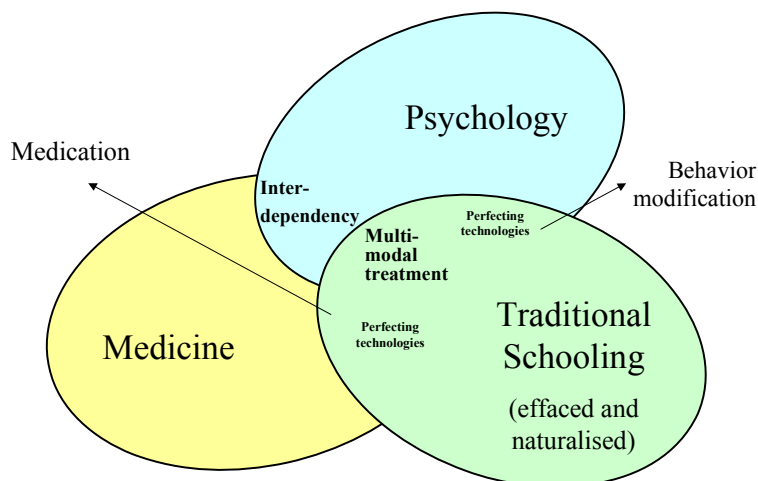 Psychology
Medication
Behavior
modification
Inter-
dependency
Perfecting
technologies
Multi-
modal
treatment
Traditional
Schooling
Perfecting
technologies
Medicine
(effaced and
naturalised)